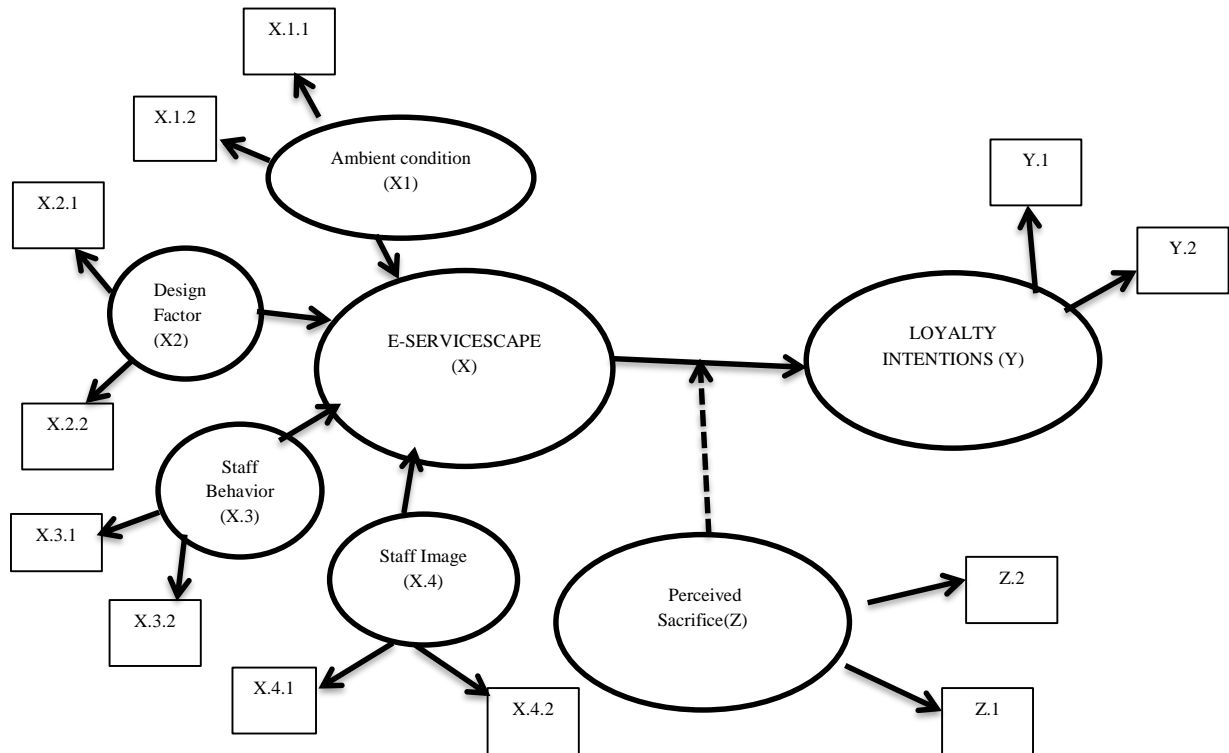 X.1.1
X.1.2
Ambient condition
(X1)
Y.1
X.2.1
Y.2
Design
Factor
(X2)
E-SERVICESCAPE
(X)
LOYALTY
INTENTIONS (Y)
X.2.2
Staff
Behavior
(X.3)
X.3.1
Staff Image
(X.4)
Z.2
Perceived
Sacrifice(Z)
X.3.2
X.4.1
X.4.2
Z.1